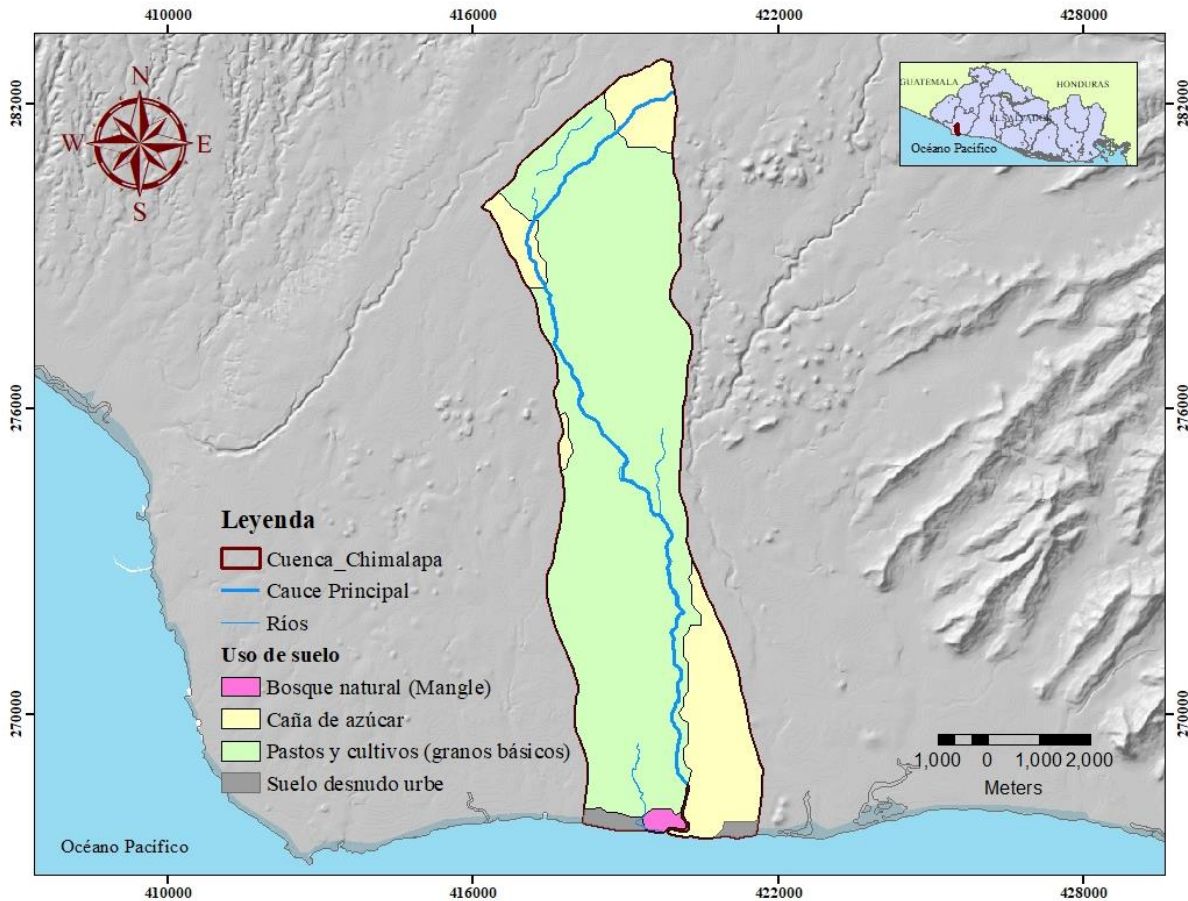 410000
416000
422000
428000
282000
276000
270000
282000
276000
270000
N
W
E
S
GUATEMALA
HONDURAS
EL SALVADOR
Océano Pacifico
Leyenda
Cuenca_Chimalapa
Cauce Principal
Ríos
Uso de suelo
Bosque natural (Mangle)
Caña de azúcar
Pastos y cultivos (granos básicos)
Suelo desnudo urbe
1,000 0 1,000 2,000
Meters
Océano Pacifico
410000
416000
422000
428000